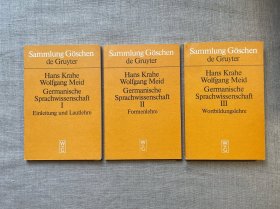 Sammlung Göschen
de Gruyter
Hans Krahe
Wolfgang Meid
Germanische
Sprachwissenschaft
I
Einleitung und Lautlehre
Sammlung Göschen
de Gruyter
Hans Krahe
Wolfgang Meid
Germanische
Sprachwissenschaft
II
Formenlehre
Sammlung Göschen
de Gruyter
Hans Krahe
Wolfgang Meid
Germanische
Sprachwissenschaft
III
Wortbildungslehre